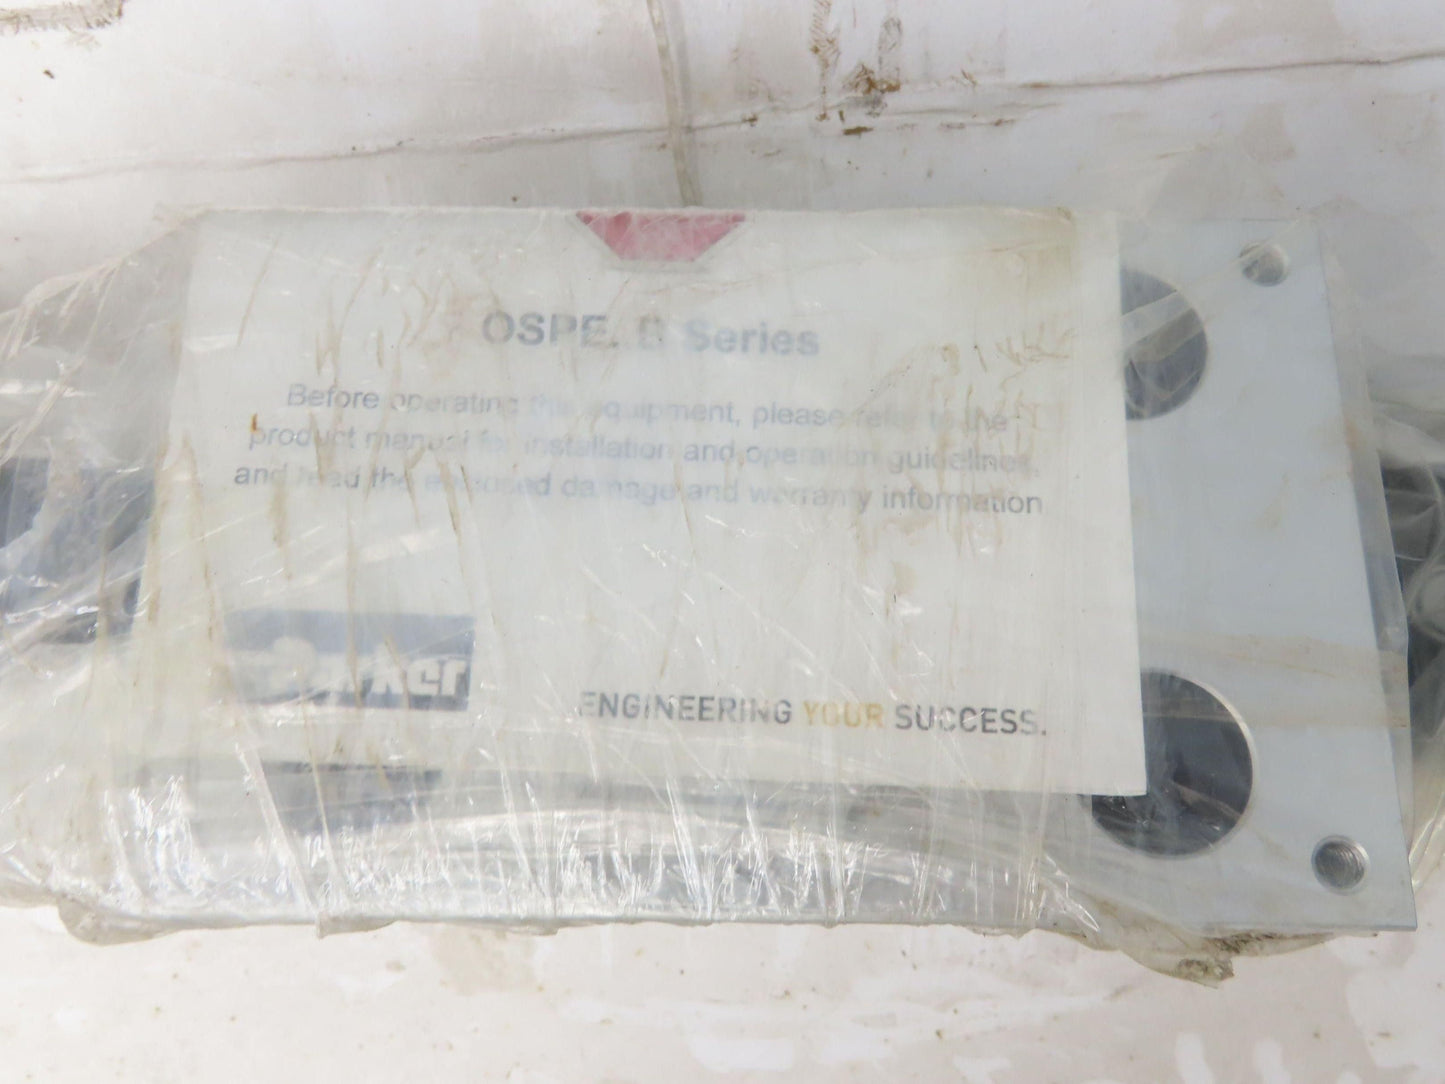 OSPE..B Series
Before operating this equipment, please refer to the
product manual for installation and operation guidelines,
and read the enclosed damage and warranty information
Parker
ENGINEERING YOUR SUCCESS.